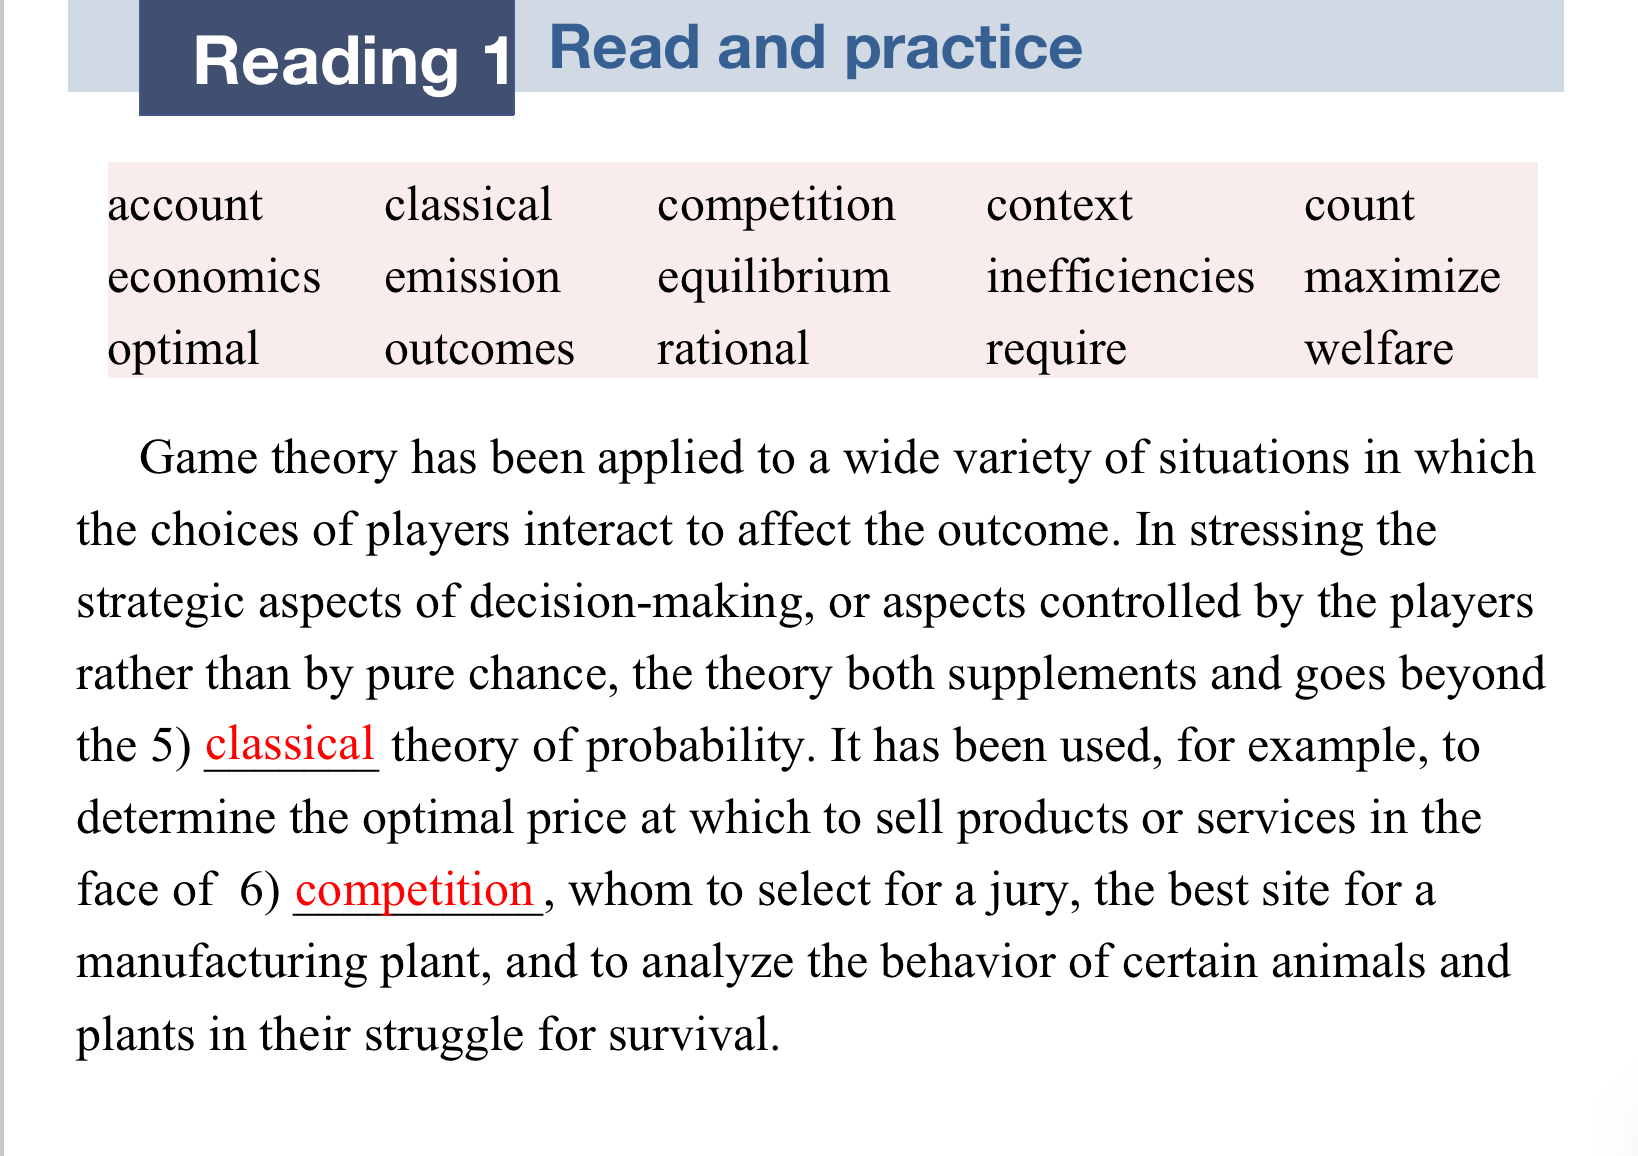 Reading 1 Read and practice
account classical competition context count
economics emission equilibrium inefficiencies maximize
optimal outcomes rational require welfare
Game theory has been applied to a wide variety of situations in which
the choices of players interact to affect the outcome. In stressing the
strategic aspects of decision-making, or aspects controlled by the players
rather than by pure chance, the theory both supplements and goes beyond
the 5) classical theory of probability. It has been used, for example, to
determine the optimal price at which to sell products or services in the
face of 6) competition, whom to select for a jury, the best site for a
manufacturing plant, and to analyze the behavior of certain animals and
plants in their struggle for survival.